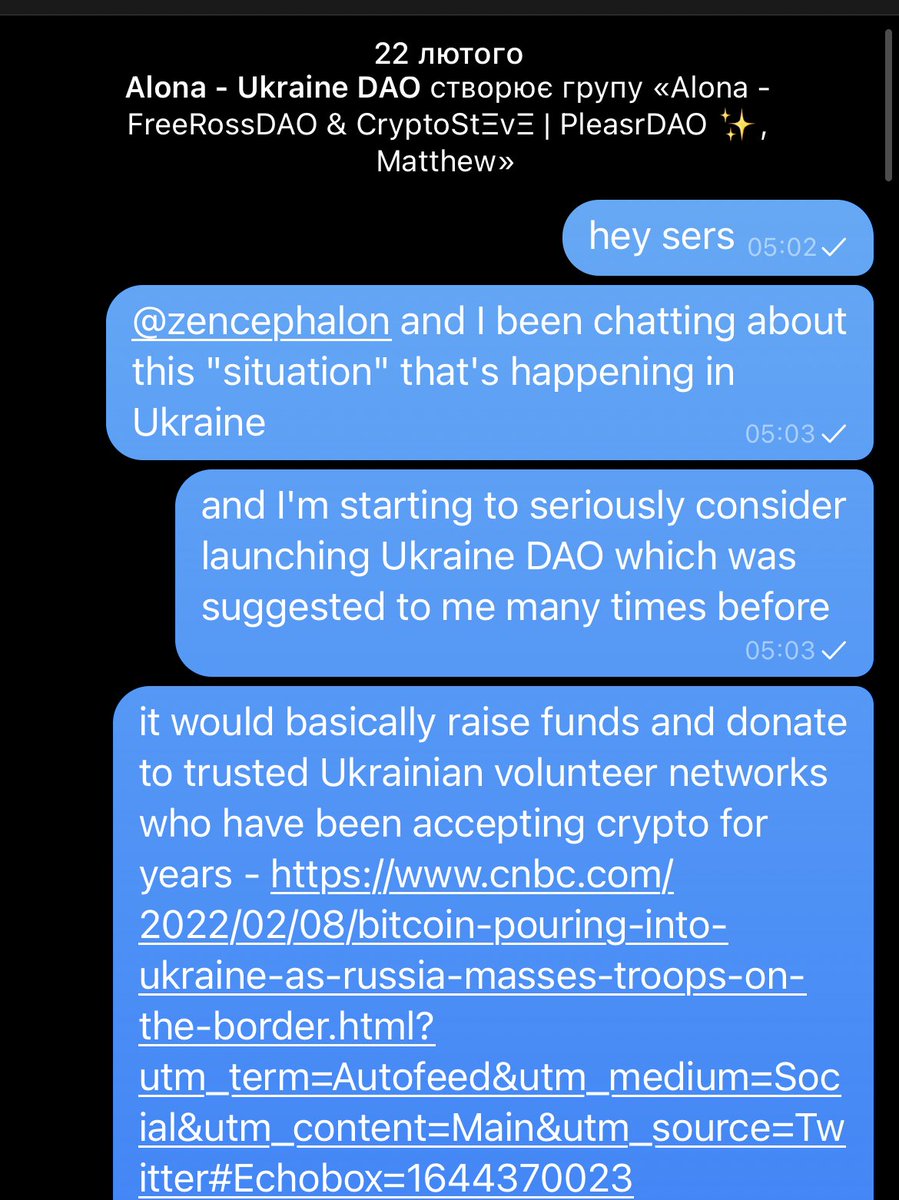 22 лютого
Alona - Ukraine DAO створює групу «Alona -
FreeRossDAO & CryptoStΞvΞ | PleasrDAO ✨,
Matthew»
hey sers 05:02
@zencephalon and I been chatting about
this "situation" that's happening in
Ukraine 05:03
and I'm starting to seriously consider
launching Ukraine DAO which was
suggested to me many times before
05:03
it would basically raise funds and donate
to trusted Ukrainian volunteer networks
who have been accepting crypto for
years - https://www.cnbc.com/
2022/02/08/bitcoin-pouring-into-
ukraine-as-russia-masses-troops-on-
the-border.html?
utm_term=Autofeed&utm_medium=Soc
ial&utm_content=Main&utm_source=Tw
itter#Echobox=1644370023